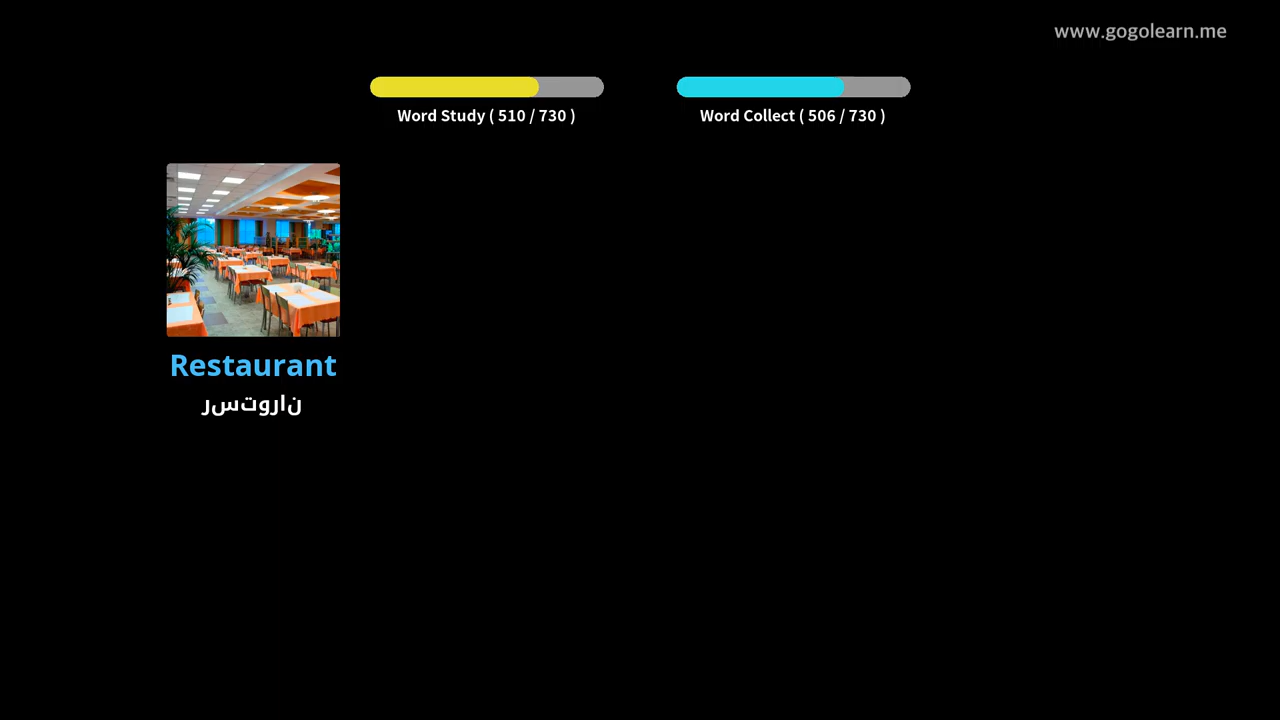 www.gogolearn.me
Word Study ( 510 / 730 )
Word Collect ( 506 / 730 )
Restaurant
ناروتسر